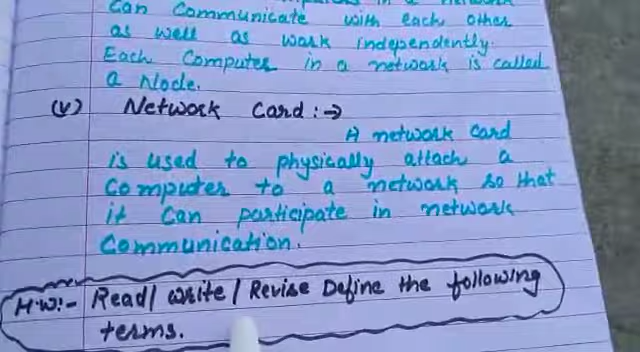 Can Communicate with each other
as well as work independently.
Each Computer in a network is called
a Node.
(v) Network Card :→
A network card
is used to physically attach a
Computer to a network so that
it can participate in network
Communication.
H.W:- Read/ write / Revise Define the following
terms.